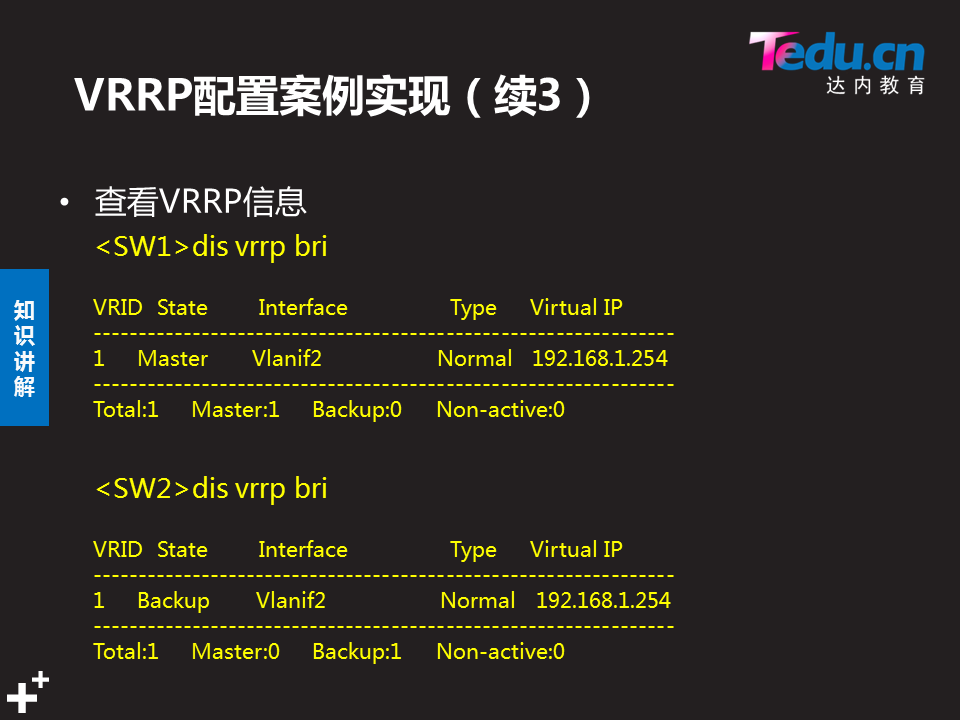 Tedu.cn
达内教育
VRRP配置案例实现（续3）
• 查看VRRP信息
<SW1>dis vrrp bri
VRID State Interface Type Virtual IP
----------------------------------------------------------------
1 Master Vlanif2 Normal 192.168.1.254
----------------------------------------------------------------
Total:1 Master:1 Backup:0 Non-active:0
<SW2>dis vrrp bri
VRID State Interface Type Virtual IP
----------------------------------------------------------------
1 Backup Vlanif2 Normal 192.168.1.254
----------------------------------------------------------------
Total:1 Master:0 Backup:1 Non-active:0
知识讲解